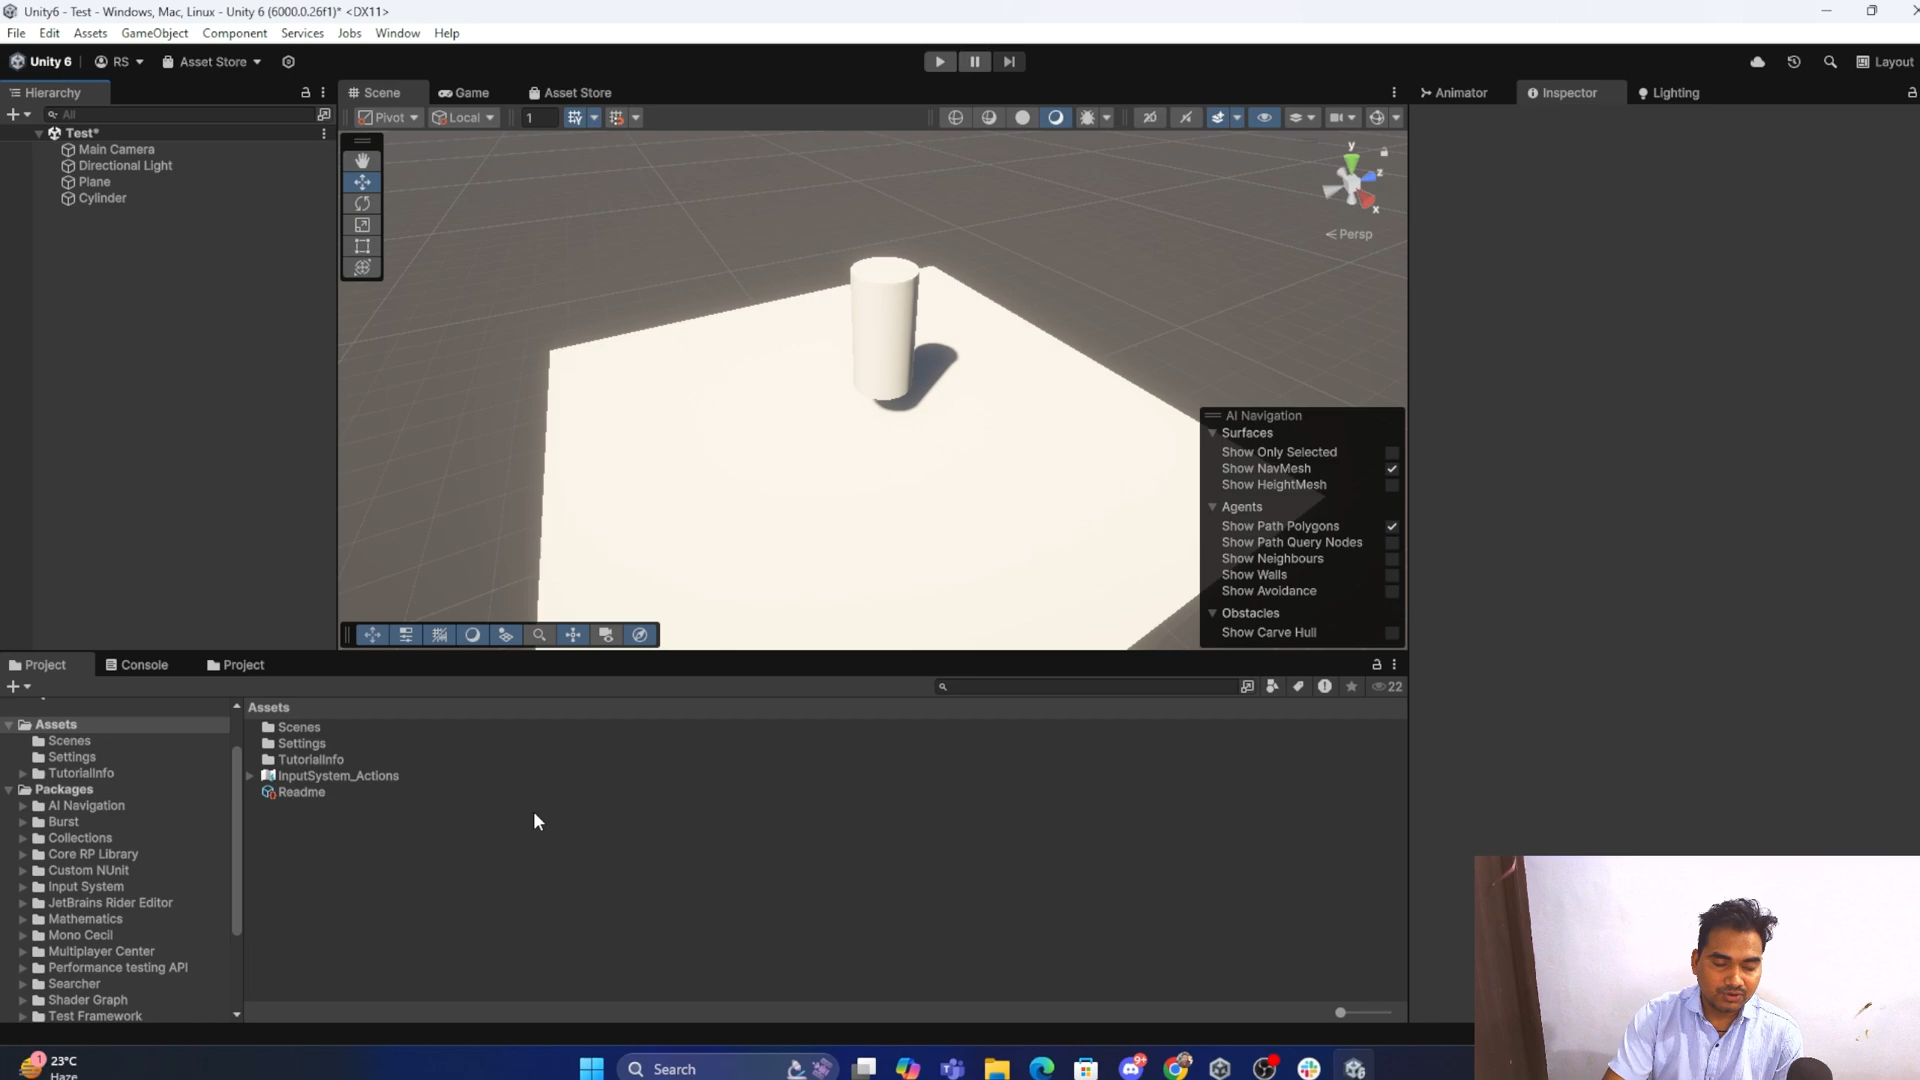 Unity6 - Test - Windows, Mac, Linux - Unity 6 (6000.0.26f1)* <DX11>
File Edit Assets GameObject Component Services Jobs Window Help
Unity 6 RS Asset Store Layout
Hierarchy
All
Test*
Main Camera
Directional Light
Plane
Cylinder
Scene Game Asset Store
Pivot Local 1
2D
y
z
x
Persp
AI Navigation
Surfaces
Show Only Selected
Show NavMesh
Show HeightMesh
Agents
Show Path Polygons
Show Path Query Nodes
Show Neighbours
Show Walls
Show Avoidance
Obstacles
Show Carve Hull
Animator Inspector Lighting
Project Console Project
22
Assets
Scenes
Settings
TutorialInfo
Packages
AI Navigation
Burst
Collections
Core RP Library
Custom NUnit
Input System
JetBrains Rider Editor
Mathematics
Mono Cecil
Multiplayer Center
Performance testing API
Searcher
Shader Graph
Test Framework
Assets
Scenes
Settings
TutorialInfo
InputSystem_Actions
Readme
1
23°C
Haze
Search
9+
6